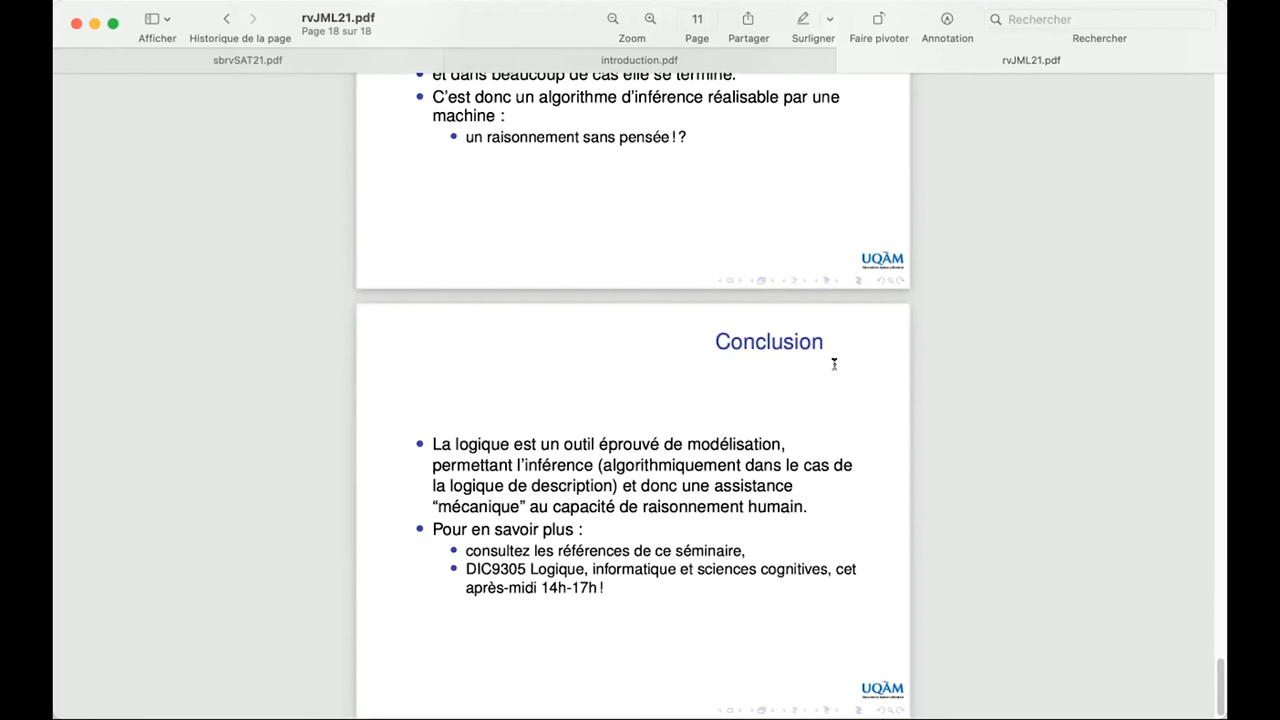 rvJML21.pdf
Page 18 sur 18
11
Rechercher
Afficher
Historique de la page
Zoom
Page
Partager
Surligner
Faire pivoter
Annotation
Rechercher
sbrvSAT21.pdf
introduction.pdf
rvJML21.pdf
et dans beaucoup de cas elle se termine.
C'est donc un algorithme d'inférence réalisable par une
machine :
un raisonnement sans pensée!?
UQÀM
Conclusion
La logique est un outil éprouvé de modélisation,
permettant l'inférence (algorithmiquement dans le cas de
la logique de description) et donc une assistance
"mécanique" au capacité de raisonnement humain.
Pour en savoir plus :
consultez les références de ce séminaire,
DIC9305 Logique, informatique et sciences cognitives, cet
après-midi 14h-17h!
UQÀM